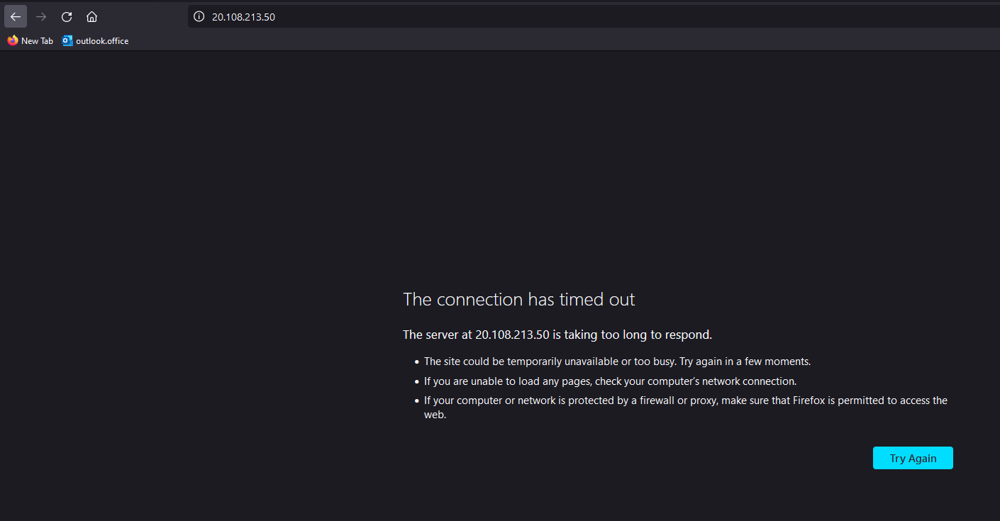 20.108.213.50
New Tab
outlook.office
The connection has timed out
The server at 20.108.213.50 is taking too long to respond.
• The site could be temporarily unavailable or too busy. Try again in a few moments.
• If you are unable to load any pages, check your computer’s network connection.
• If your computer or network is protected by a firewall or proxy, make sure that Firefox is permitted to access the
web.
Try Again